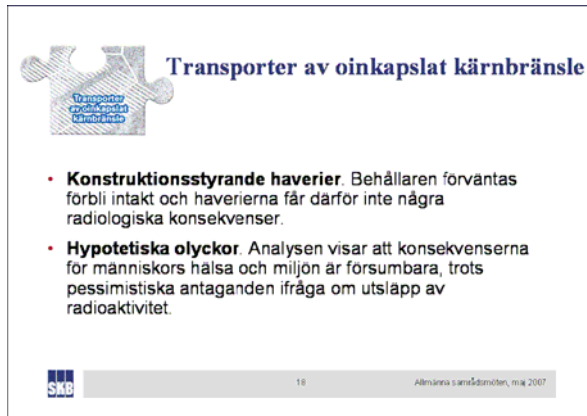 Transporter av oinkapslat kärnbränsle
Transporter
av oinkapslat
kärnbränsle
• Konstruktionsstyrande haverier. Behållaren förväntas
förbli intakt och haverierna får därför inte några
radiologiska konsekvenser.
• Hypotetiska olyckor. Analysen visar att konsekvenserna
för människors hälsa och miljön är försumbara, trots
pessimistiska antaganden ifråga om utsläpp av
radioaktivitet.
SKB
18
Allmänna samrådsmöten, maj 2007